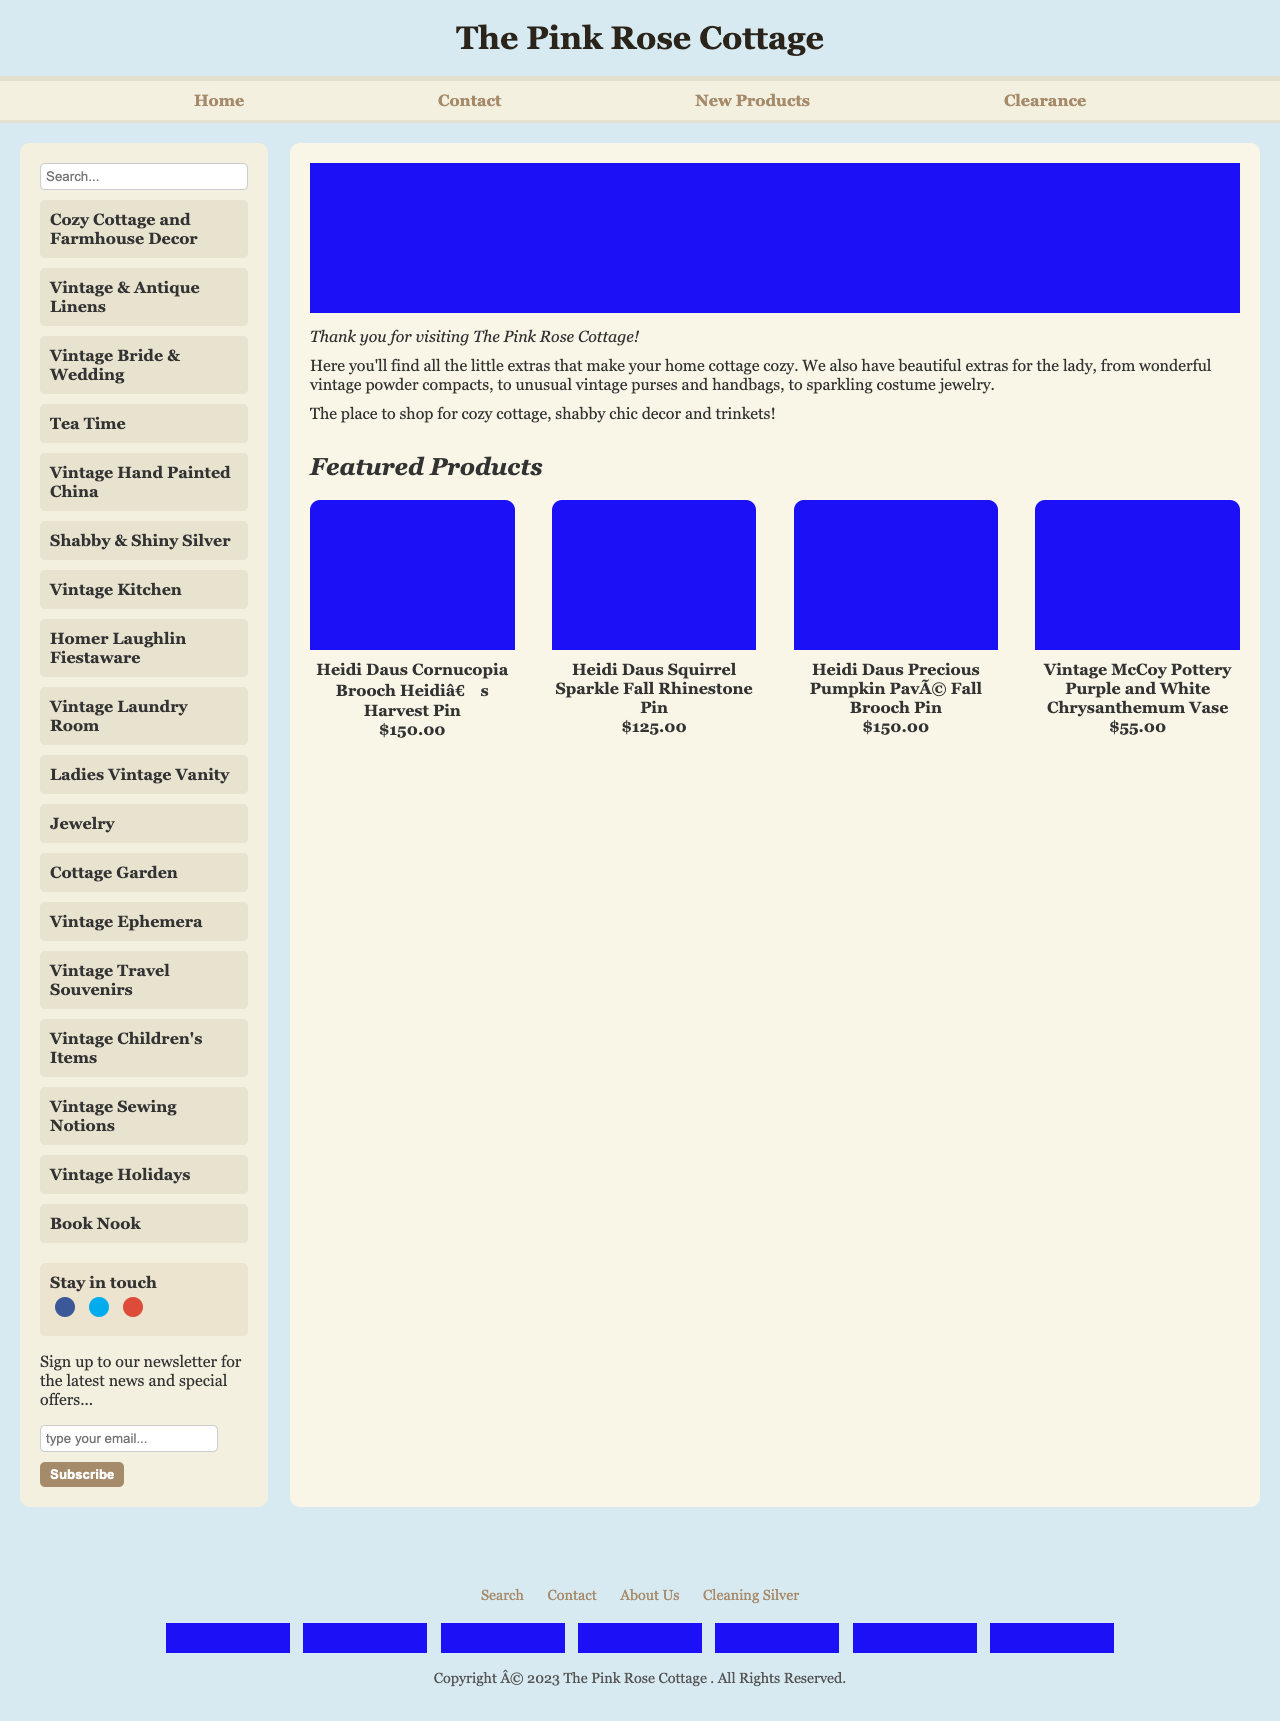 The Pink Rose Cottage
Home Contact New Products Clearance
Search...
Cozy Cottage and
Farmhouse Decor
Vintage & Antique
Linens
Vintage Bride &
Wedding
Tea Time
Vintage Hand Painted
China
Shabby & Shiny Silver
Vintage Kitchen
Homer Laughlin
Fiestaware
Vintage Laundry
Room
Ladies Vintage Vanity
Jewelry
Cottage Garden
Vintage Ephemera
Vintage Travel
Souvenirs
Vintage Children's
Items
Vintage Sewing
Notions
Vintage Holidays
Book Nook
Stay in touch
Sign up to our newsletter for
the latest news and special
offers...
type your email...
Subscribe
Thank you for visiting The Pink Rose Cottage!
Here you'll find all the little extras that make your home cottage cozy. We also have beautiful extras for the lady, from wonderful
vintage powder compacts, to unusual vintage purses and handbags, to sparkling costume jewelry.
The place to shop for cozy cottage, shabby chic decor and trinkets!
Featured Products
Heidi Daus Cornucopia
Brooch Heidiâ€ s
Harvest Pin
$150.00
Heidi Daus Squirrel
Sparkle Fall Rhinestone
Pin
$125.00
Heidi Daus Precious
Pumpkin PavÃ© Fall
Brooch Pin
$150.00
Vintage McCoy Pottery
Purple and White
Chrysanthemum Vase
$55.00
Search Contact About Us Cleaning Silver
Copyright Â© 2023 The Pink Rose Cottage . All Rights Reserved.